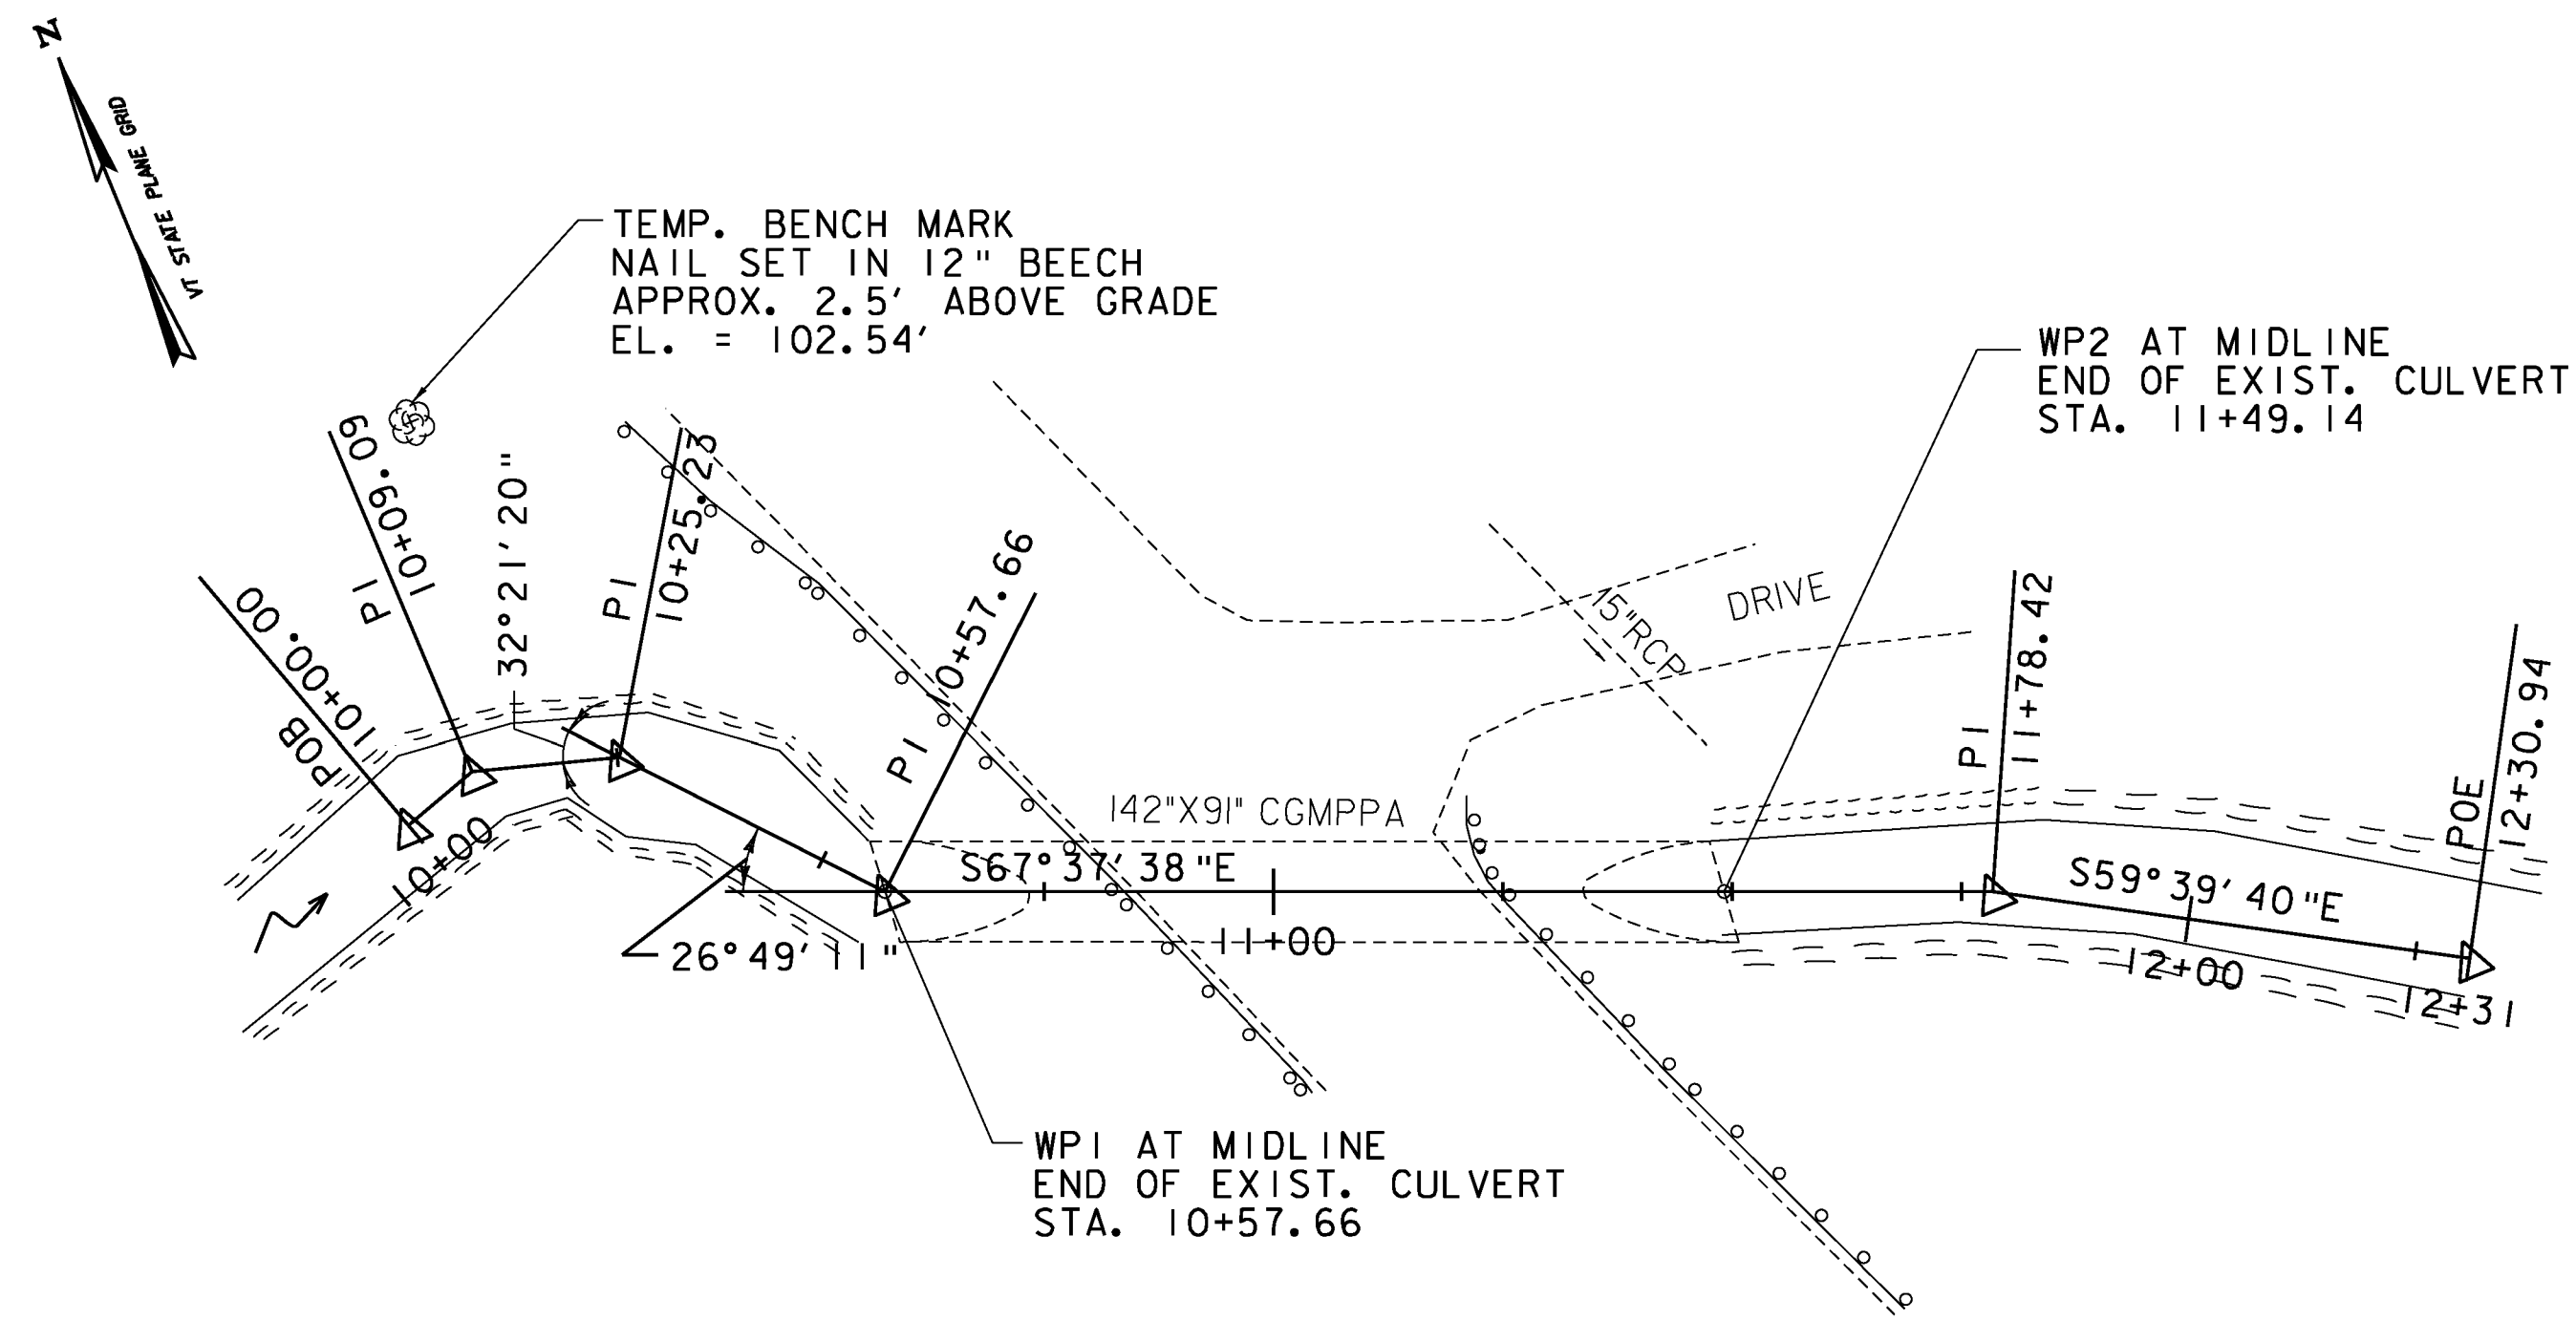 N
VT STATE PLANE GRID
TEMP. BENCH MARK
NAIL SET IN 12" BEECH
APPROX. 2.5' ABOVE GRADE
EL. = 102.54'
WP2 AT MIDLINE
END OF EXIST. CULVERT
STA. 11+49.14
POB
10+00.00
PI
10+09.09
32°21'20"
PI
10+25.23
PI 10+57.66
15"RCP
DRIVE
PI
11+78.42
POE
12+30.94
142"X91" CGMPPA
S67°37'38"E
S59°39'40"E
10+00
26°49'11"
11+00
12+00
12+31
WP1 AT MIDLINE
END OF EXIST. CULVERT
STA. 10+57.66